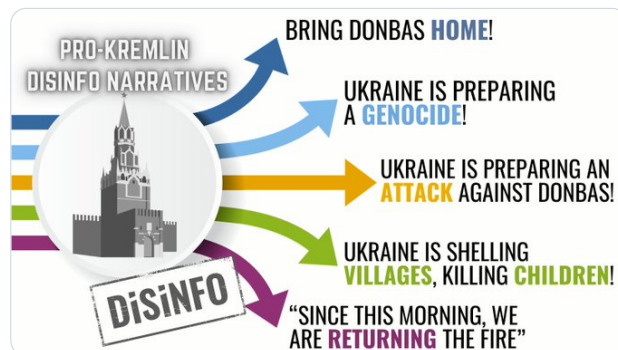 PRO-KREMLIN
DISINFO NARRATIVES
BRING DONBAS HOME!
UKRAINE IS PREPARING
A GENOCIDE!
UKRAINE IS PREPARING AN
ATTACK AGAINST DONBAS!
UKRAINE IS SHELLING
VILLAGES, KILLING CHILDREN!
“SINCE THIS MORNING, WE
ARE RETURNING THE FIRE”
DiSiNFO